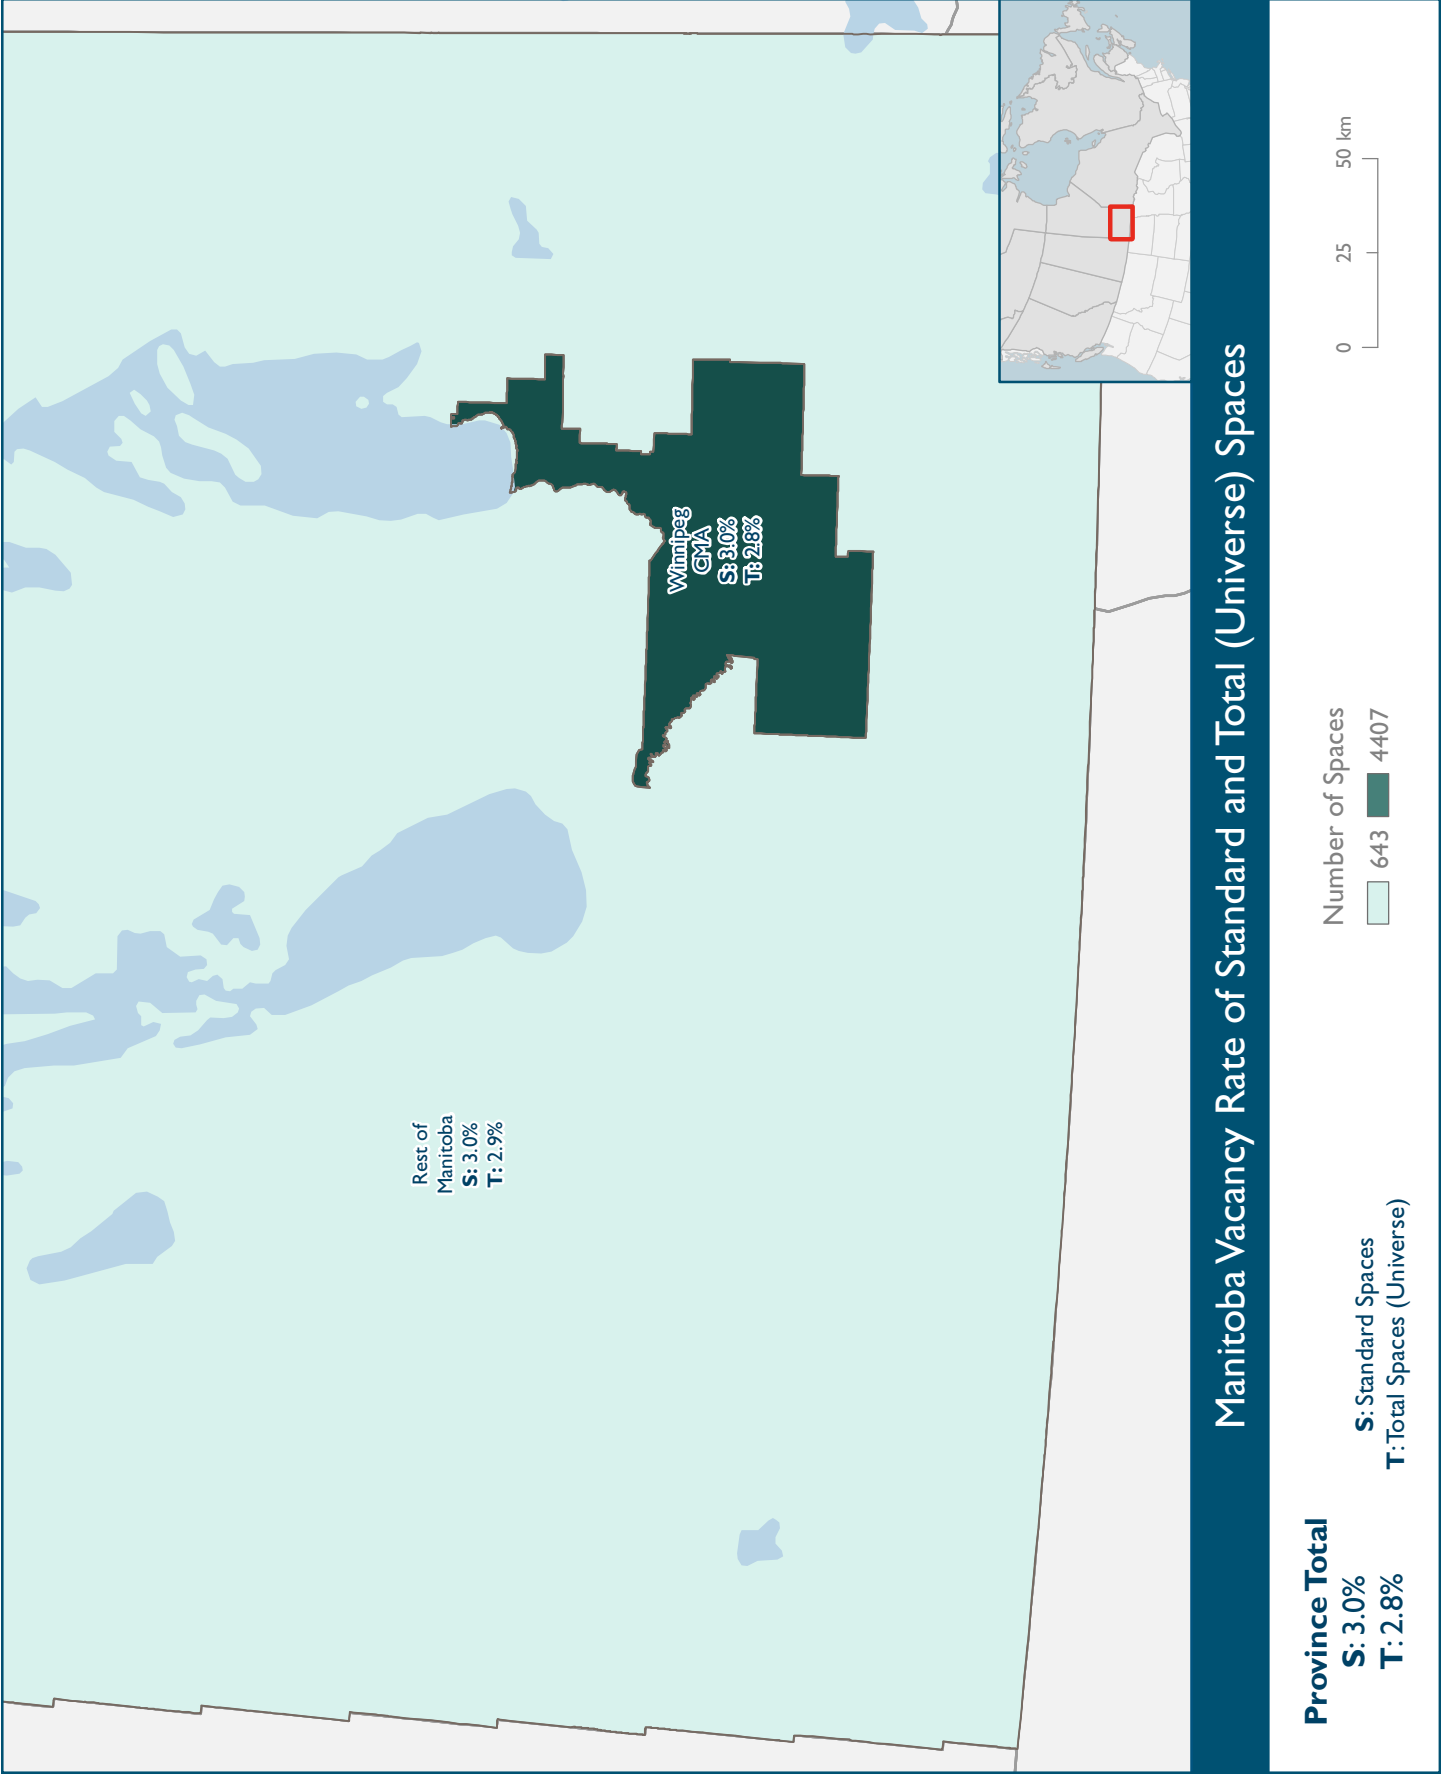 Rest of
Manitoba
S: 3.0%
T: 2.9%
Winnipeg
CMA
S: 3.0%
T: 2.8%
Manitoba Vacancy Rate of Standard and Total (Universe) Spaces
Province Total
S: 3.0%
T: 2.8%
S: Standard Spaces
T: Total Spaces (Universe)
Number of Spaces
643 4407
0 25 50 km